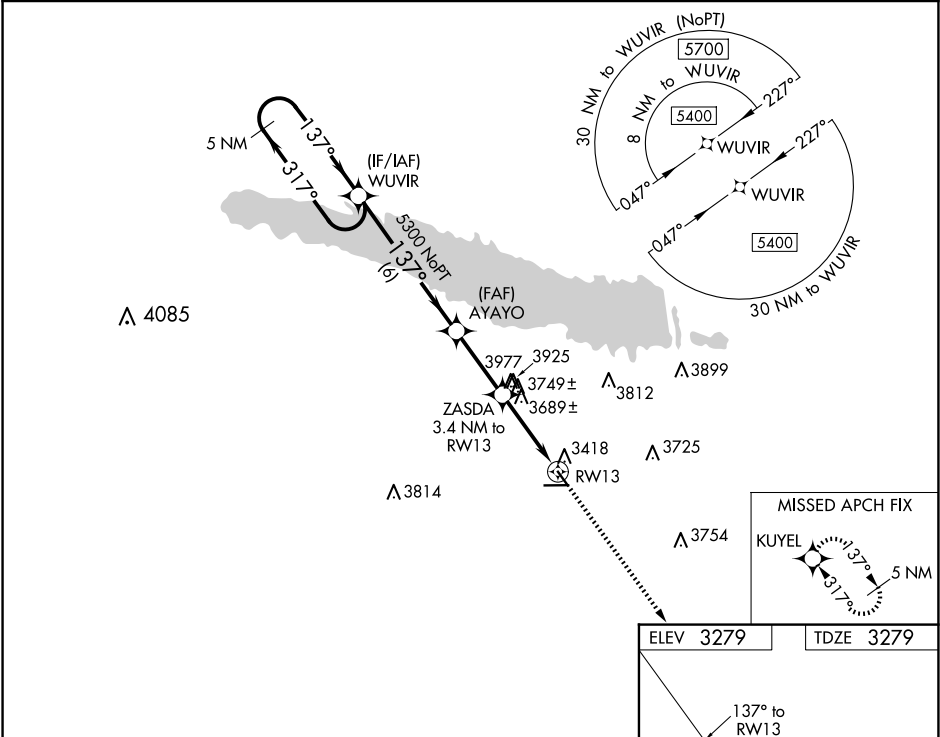 30 NM to WUVIR (NoPT)
5700
8 NM to WUVIR
5400
227°
WUVIR
047°
227°
WUVIR
047°
5400
30 NM to WUVIR
5 NM
137°
317°
(IF/IAF)
WUVIR
5300 NoPT
137°
(6)
(FAF)
AYAYO
4085
3977
3925
3749±
3689±
3812
3899
ZASDA
3.4 NM to
RW13
3418
RW13
3725
3814
3754
MISSED APCH FIX
KUYEL
137°
317°
5 NM
ELEV 3279
TDZE 3279
137° to
RW13